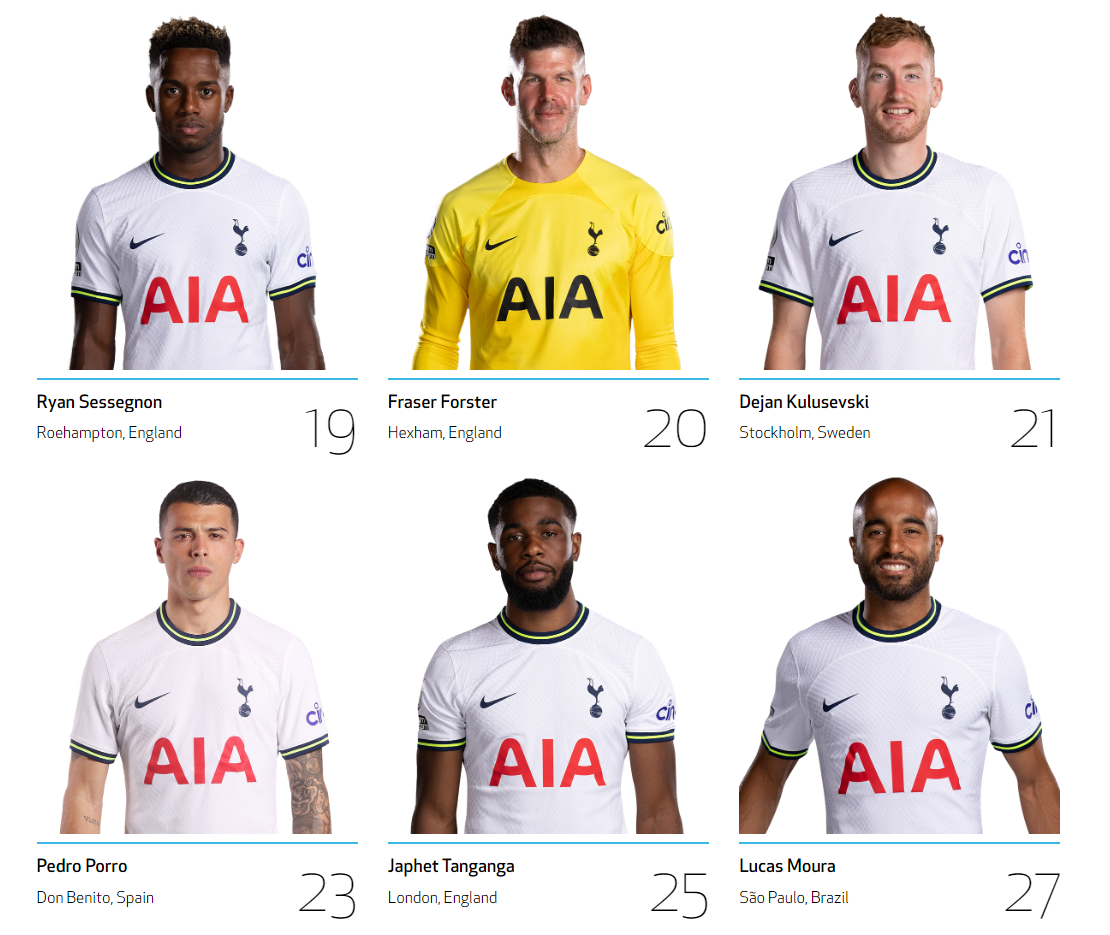 AIA
AIA
AIA
Ryan Sessegnon
Roehampton, England
19
Fraser Forster
Hexham, England
20
Dejan Kulusevski
Stockholm, Sweden
21
AIA
AIA
AIA
Pedro Porro
Don Benito, Spain
23
Japhet Tanganga
London, England
25
Lucas Moura
São Paulo, Brazil
27